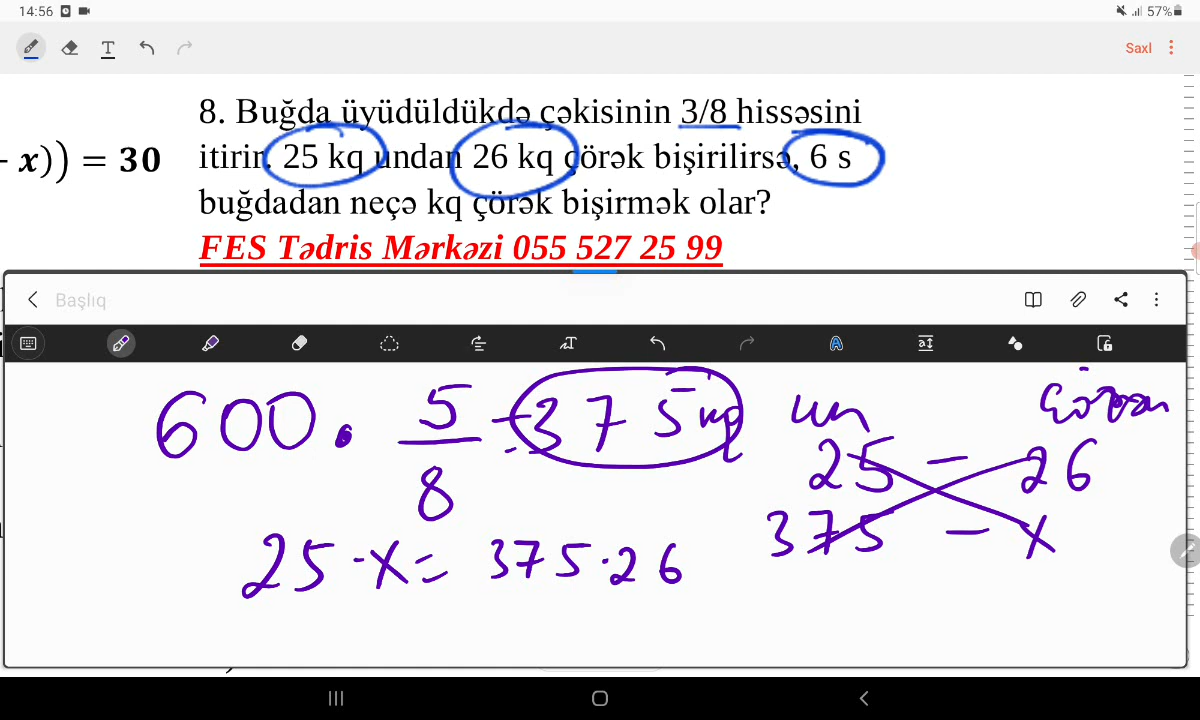 14:56
57%
T
Saxl
8. Buğda üyüdüldükdə çəkisinin 3/8 hissəsini
– x)) = 30
itirir. 25 kq undan 26 kq çörək bişirilirsə, 6 s
buğdadan neçə kq çörək bişirmək olar?
FES Tədris Mərkəzi 055 527 25 99
Başlıq
600 · 5/8 = 375 kq
un
25 – 26
375 – x
25 · x = 375 · 26